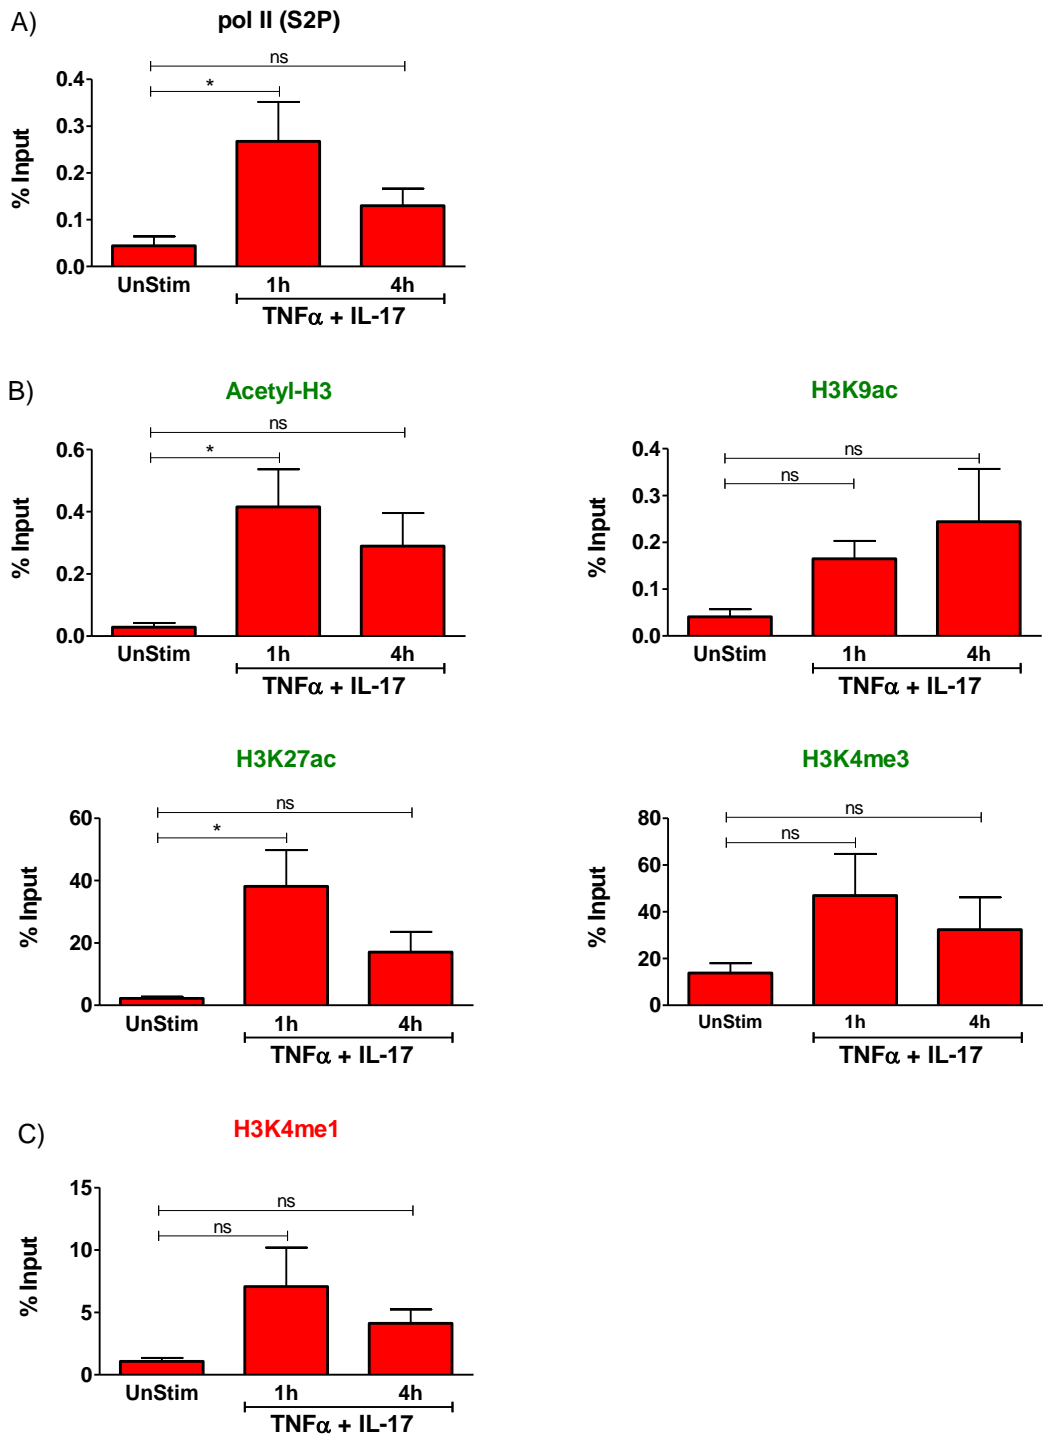 A)
pol II (S2P)
ns
*
% Input
0.4
0.3
0.2
0.1
0.0
UnStim
1h
4h
TNFα + IL-17
B)
Acetyl-H3
ns
*
% Input
0.6
0.4
0.2
0.0
UnStim
1h
4h
TNFα + IL-17
H3K9ac
ns
ns
% Input
0.4
0.3
0.2
0.1
0.0
UnStim
1h
4h
TNFα + IL-17
H3K27ac
ns
*
% Input
60
40
20
0
UnStim
1h
4h
TNFα + IL-17
H3K4me3
ns
ns
% Input
80
60
40
20
0
UnStim
1h
4h
TNFα + IL-17
C)
H3K4me1
ns
ns
% Input
15
10
5
0
UnStim
1h
4h
TNFα + IL-17